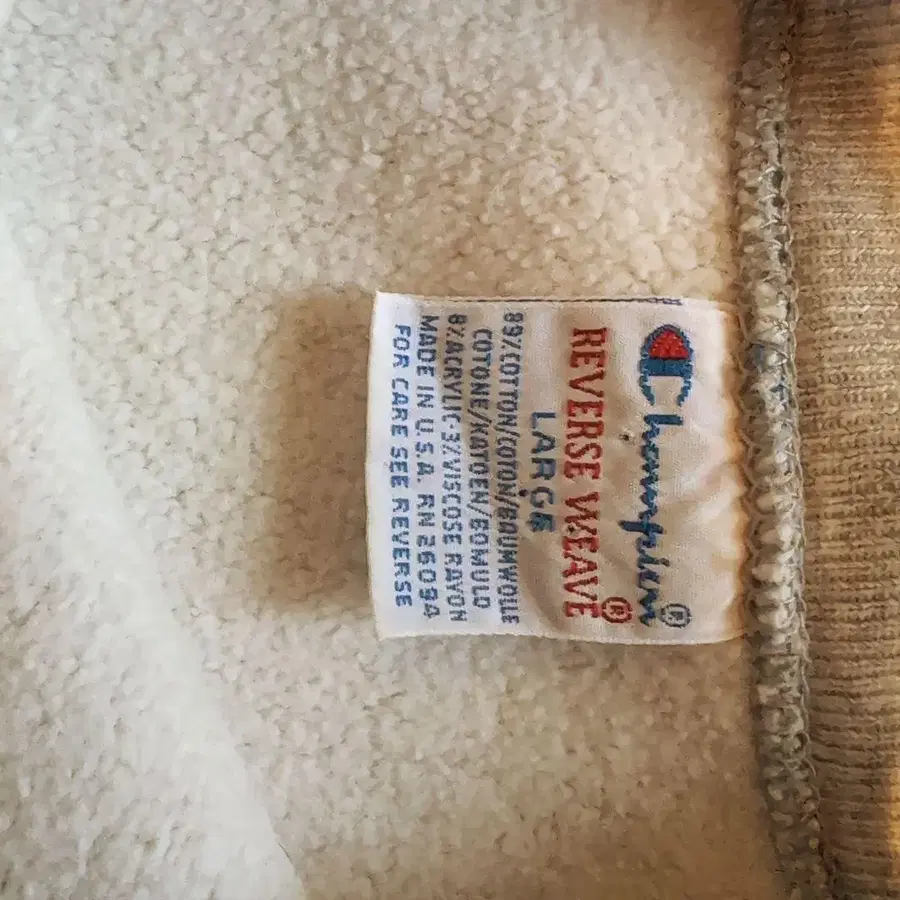 Champion®
REVERSE WEAVE®
LARGE
89% COTTON/COTON/BAUMWOLLE
COTONE/KATOEN/BOMULD
8% ACRYLIC·3% VISCOSE RAYON
MADE IN U.S.A. RN 26094
FOR CARE SEE REVERSE